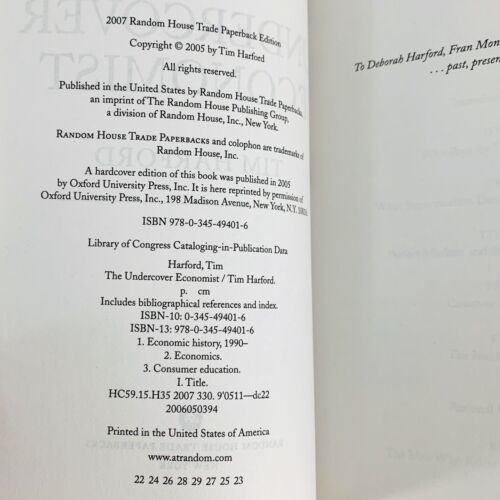 2007 Random House Trade Paperback Edition
Copyright © 2005 by Tim Harford
All rights reserved.
Published in the United States by Random House Trade Paperbacks,
an imprint of The Random House Publishing Group,
a division of Random House, Inc., New York.
RANDOM HOUSE TRADE PAPERBACKS and colophon are trademarks of
Random House, Inc.
A hardcover edition of this book was published in 2005
by Oxford University Press, Inc. It is here reprinted by permission of
Oxford University Press, Inc., 198 Madison Avenue, New York, N.Y.
ISBN 978-0-345-49401-6
Library of Congress Cataloging-in-Publication Data
Harford, Tim
The Undercover Economist / Tim Harford.
p. cm
Includes bibliographical references and index.
ISBN-10: 0-345-49401-6
ISBN-13: 978-0-345-49401-6
1. Economic history, 1990–
2. Economics.
3. Consumer education.
I. Title.
HC59.15.H35 2007 330. 9'0511—dc22
2006050394
Printed in the United States of America
www.atrandom.com
22 24 26 28 29 27 25 23
To Deborah Harford, Fran Mon
. . . past, presen